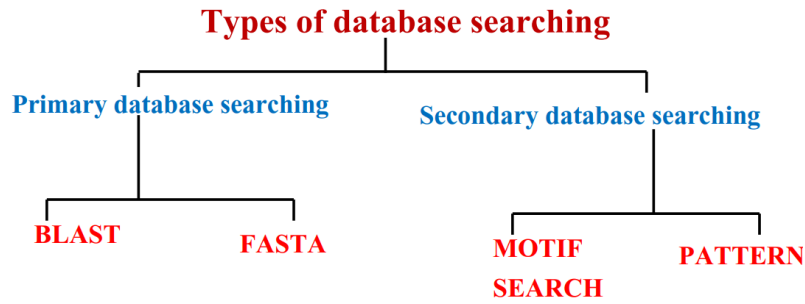 Types of database searching
Primary database searching
Secondary database searching
BLAST
FASTA
MOTIF
SEARCH
PATTERN